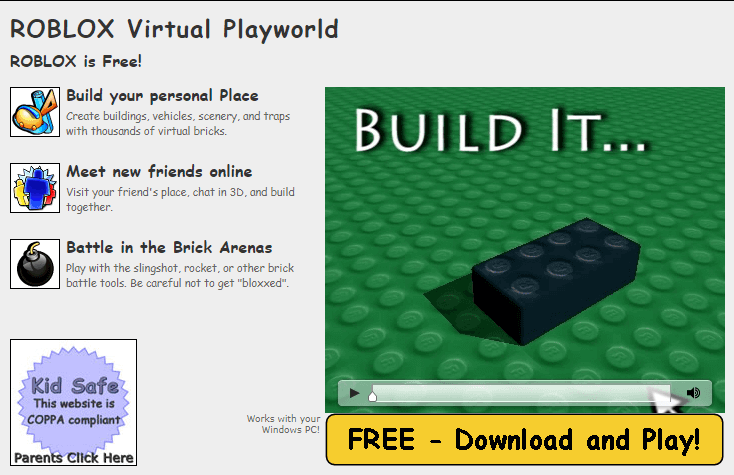 ROBLOX Virtual Playworld
ROBLOX is Free!
Build your personal Place
Create buildings, vehicles, scenery, and traps
with thousands of virtual bricks.
Meet new friends online
Visit your friend's place, chat in 3D, and build
together.
Battle in the Brick Arenas
Play with the slingshot, rocket, or other brick
battle tools. Be careful not to get "bloxxed".
BUILD IT...
Kid Safe
This website is
COPPA compliant
Parents Click Here
Works with your
Windows PC!
FREE - Download and Play!